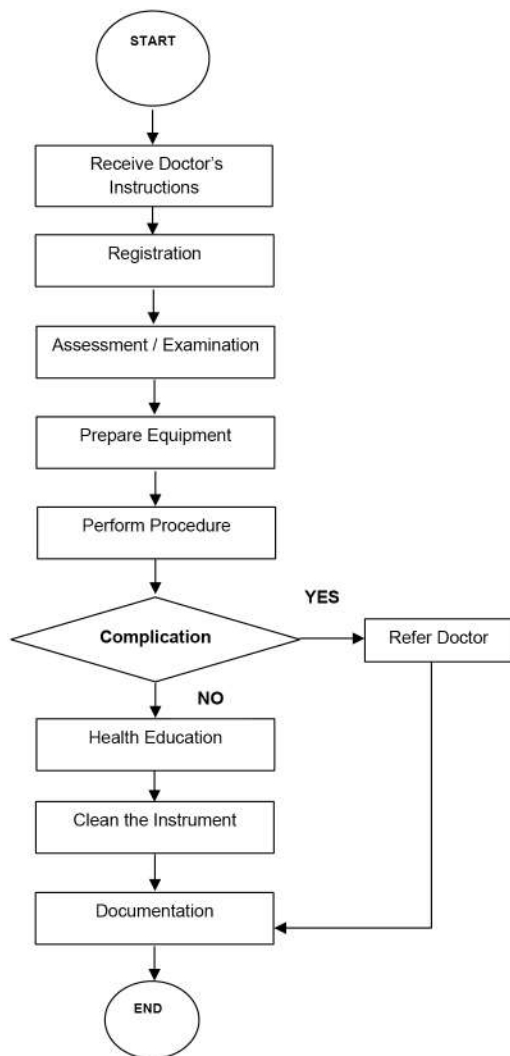 START
Receive Doctor's
Instructions
Registration
Assessment / Examination
Prepare Equipment
Perform Procedure
Complication
YES
Refer Doctor
NO
Health Education
Clean the Instrument
Documentation
END